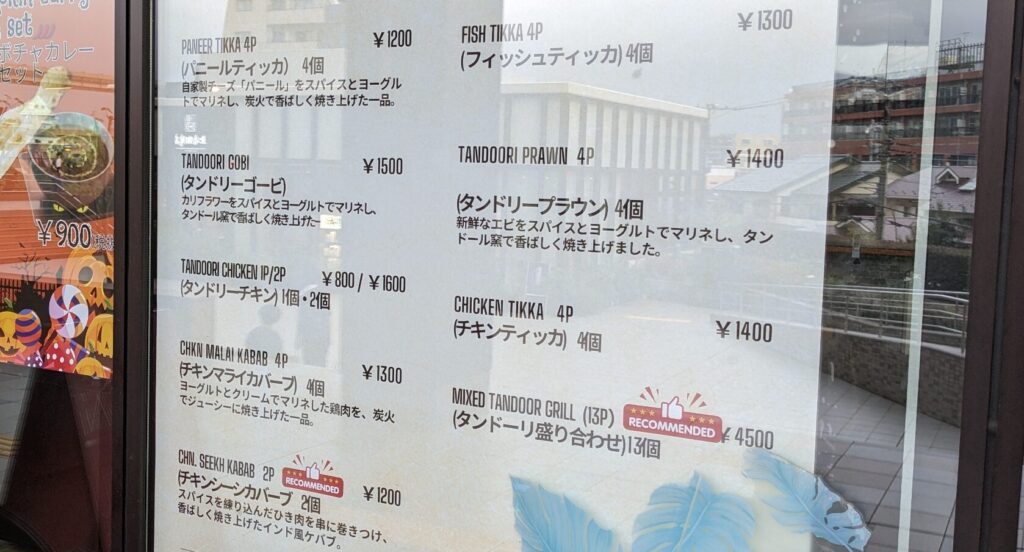 set
ボチャカレー
セット
¥900
PANEER TIKKA 4P ¥1200
(パニールティッカ) 4個
自家製チーズ「パニール」をスパイスとヨーグル
トでマリネし、炭火で香ばしく焼き上げた一品。
TANDOORI GOBI ¥1500
(タンドリーゴービ)
カリフラワーをスパイスとヨーグルトでマリネし、
タンドール窯で香ばしく焼き上げた一
TANDOORI CHICKEN 1P/2P ¥800 / ¥1600
(タンドリーチキン) 1個・2個
CHKN MALAI KABAB 4P ¥1300
(チキンマライカバーブ) 4個
ヨーグルトとクリームでマリネした鶏肉を、炭火
でジューシーに焼き上げた一品。
CHN. SEEKH KABAB 2P ¥1200
RECOMMENDED
(チキンシーシカバーブ 2個
スパイスを練り込んだひき肉を串に巻きつけ、
香ばしく焼き上げたインド風ケバブ。
FISH TIKKA 4P ¥1300
(フィッシュティッカ) 4個
TANDOORI PRAWN 4P ¥1400
(タンドリープラウン) 4個
新鮮なエビをスパイスとヨーグルトでマリネし、タン
ドール窯で香ばしく焼き上げました。
CHICKEN TIKKA 4P ¥1400
(チキンティッカ) 4個
MIXED TANDOOR GRILL (13P) ¥4500
RECOMMENDED
(タンドーリ盛り合わせ) 13個